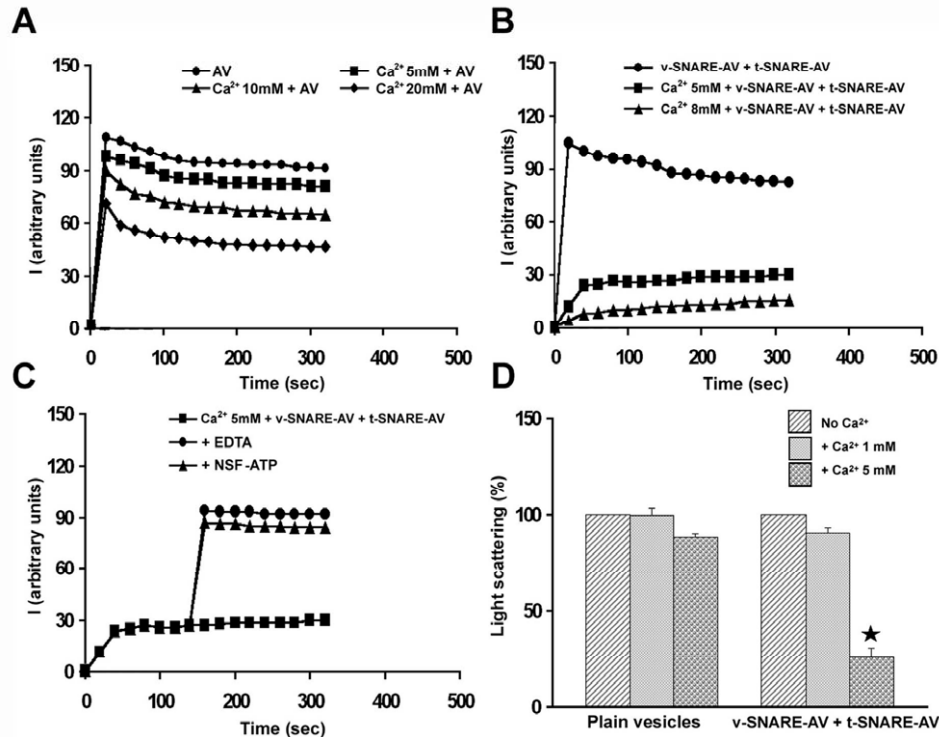 A
150
120
90
60
30
0
I (arbitrary units)
AV
Ca²⁺ 5mM + AV
Ca²⁺ 10mM + AV
Ca²⁺ 20mM + AV
0 100 200 300 400 500
Time (sec)
B
150
120
90
60
30
0
I (arbitrary units)
v-SNARE-AV + t-SNARE-AV
Ca²⁺ 5mM + v-SNARE-AV + t-SNARE-AV
Ca²⁺ 8mM + v-SNARE-AV + t-SNARE-AV
0 100 200 300 400 500
Time (sec)
C
150
120
90
60
30
0
I (arbitrary units)
Ca²⁺ 5mM + v-SNARE-AV + t-SNARE-AV
+ EDTA
+ NSF-ATP
0 100 200 300 400 500
Time (sec)
D
150
100
50
0
Light scattering (%)
No Ca²⁺
+ Ca²⁺ 1 mM
+ Ca²⁺ 5 mM
Plain vesicles
v-SNARE-AV + t-SNARE-AV